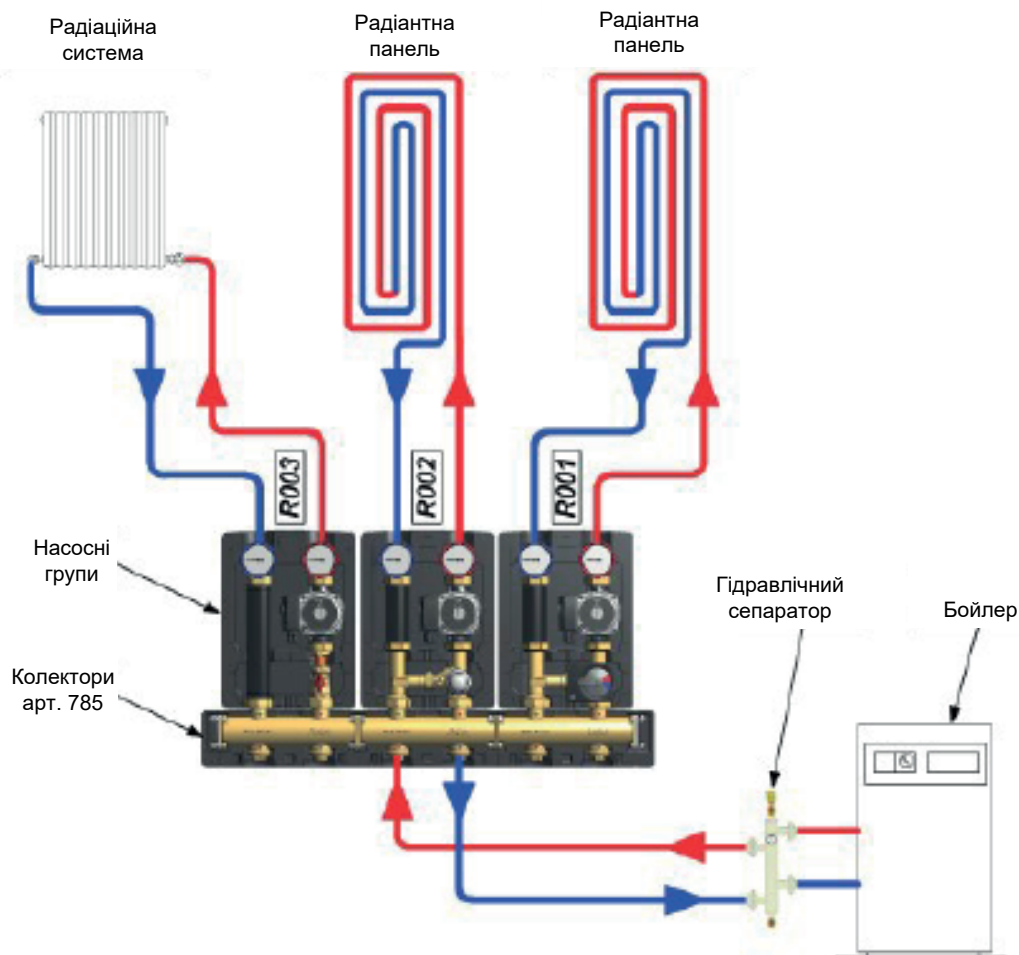 Радіаційна
система
Радіантна
панель
Радіантна
панель
R003
R002
R001
Насосні
групи
Колектори
арт. 785
Гідравлічний
сепаратор
Бойлер